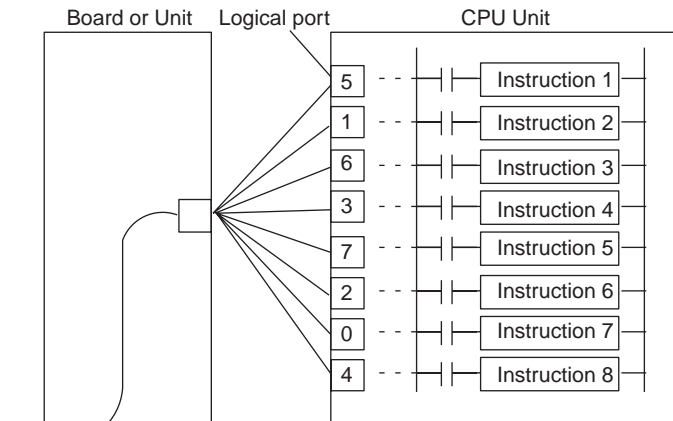 Board or Unit Logical port CPU Unit
5 Instruction 1
1 Instruction 2
6 Instruction 3
3 Instruction 4
7 Instruction 5
2 Instruction 6
0 Instruction 7
4 Instruction 8